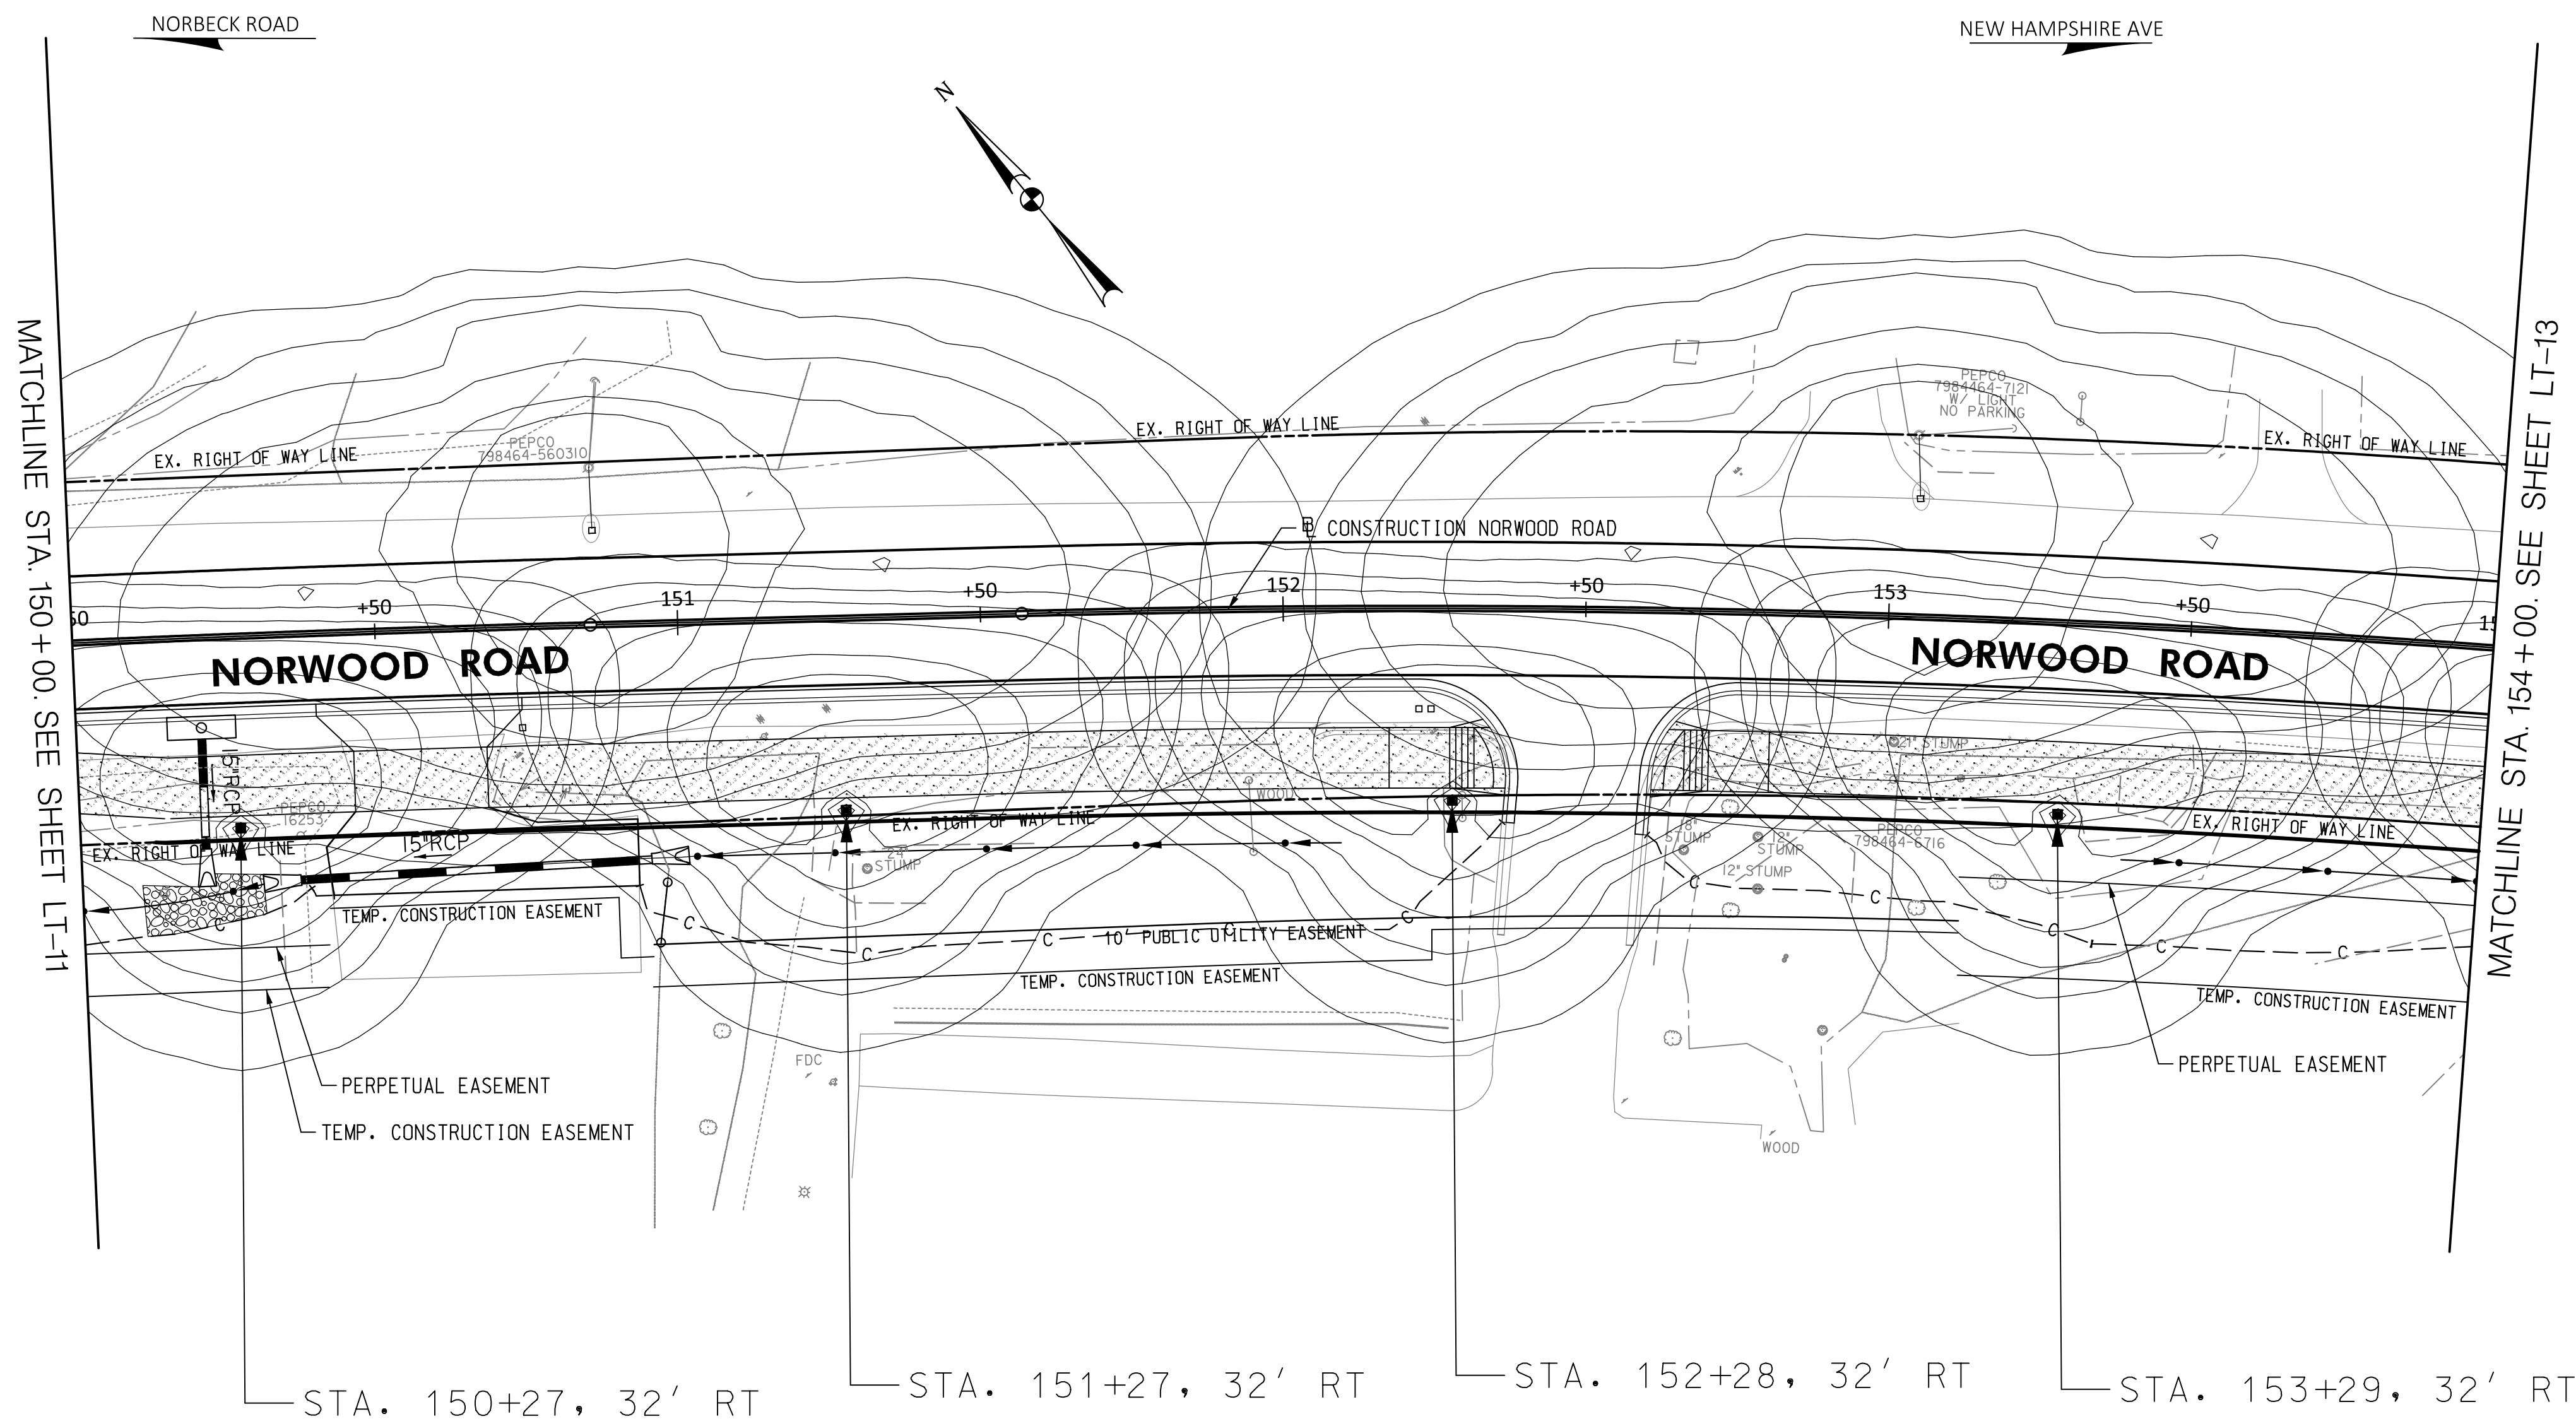 NORBECK ROAD
NEW HAMPSHIRE AVE
N
MATCHLINE STA. 150+00. SEE SHEET LT-11
MATCHLINE STA. 154+00. SEE SHEET LT-13
PEPCO
7984464-7121
W/ LIGHT
NO PARKING
EX. RIGHT OF WAY LINE
EX. RIGHT OF WAY LINE
EX. RIGHT OF WAY LINE
PEPCO
798464-560310
CONSTRUCTION NORWOOD ROAD
+50
151
+50
152
+50
153
+50
NORWOOD ROAD
NORWOOD ROAD
15"RCP
21" STUMP
PEPCO
16253
WOOD
EX. RIGHT OF WAY LINE
15"RCP
EX. RIGHT OF WAY LINE
24"
STUMP
18"
STUMP
12"
STUMP
PEPCO
798464-6716
EX. RIGHT OF WAY LINE
12" STUMP
C
C
C
C
C
C
C
C
C
C
C
TEMP. CONSTRUCTION EASEMENT
10' PUBLIC UTILITY EASEMENT
TEMP. CONSTRUCTION EASEMENT
TEMP. CONSTRUCTION EASEMENT
FDC
PERPETUAL EASEMENT
PERPETUAL EASEMENT
TEMP. CONSTRUCTION EASEMENT
WOOD
STA. 150+27, 32' RT
STA. 151+27, 32' RT
STA. 152+28, 32' RT
STA. 153+29, 32' RT